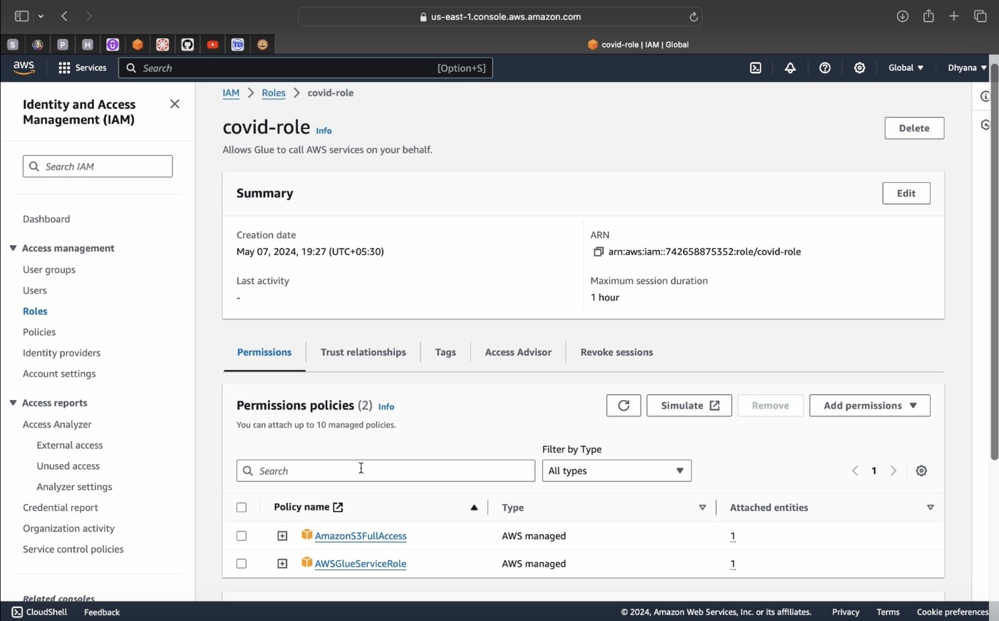 us-east-1.console.aws.amazon.com
S P H U TD
covid-role | IAM | Global
aws Services Search [Option+S] Global Dhyana
Identity and Access
Management (IAM)
Search IAM
Dashboard
Access management
User groups
Users
Roles
Policies
Identity providers
Account settings
Access reports
Access Analyzer
External access
Unused access
Analyzer settings
Credential report
Organization activity
Service control policies
Related consoles
IAM > Roles > covid-role
covid-role Info
Delete
Allows Glue to call AWS services on your behalf.
Summary
Edit
Creation date
May 07, 2024, 19:27 (UTC+05:30)
Last activity
-
ARN
arn:aws:iam::742658875352:role/covid-role
Maximum session duration
1 hour
Permissions Trust relationships Tags Access Advisor Revoke sessions
Permissions policies (2) Info
You can attach up to 10 managed policies.
Simulate Remove Add permissions
Filter by Type
Search All types 1
Policy name Type Attached entities
AmazonS3FullAccess AWS managed 1
AWSGlueServiceRole AWS managed 1
CloudShell Feedback © 2024, Amazon Web Services, Inc. or its affiliates. Privacy Terms Cookie preferences